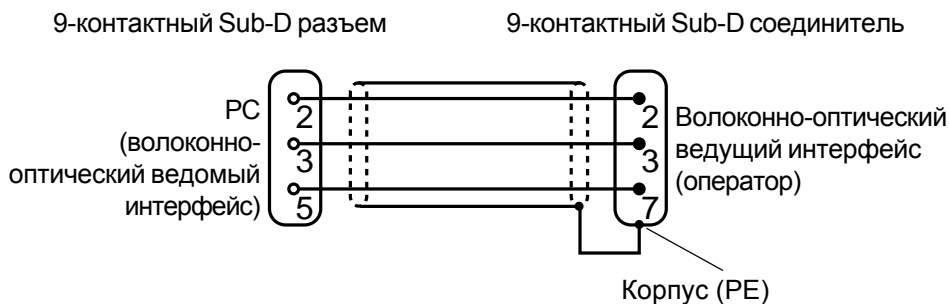 9-контактный Sub-D разъем
9-контактный Sub-D соединитель
PC
(волоконно-
оптический ведомый
интерфейс)
2
3
5
2
3
7
Волоконно-оптический
ведущий интерфейс
(оператор)
Корпус (PE)